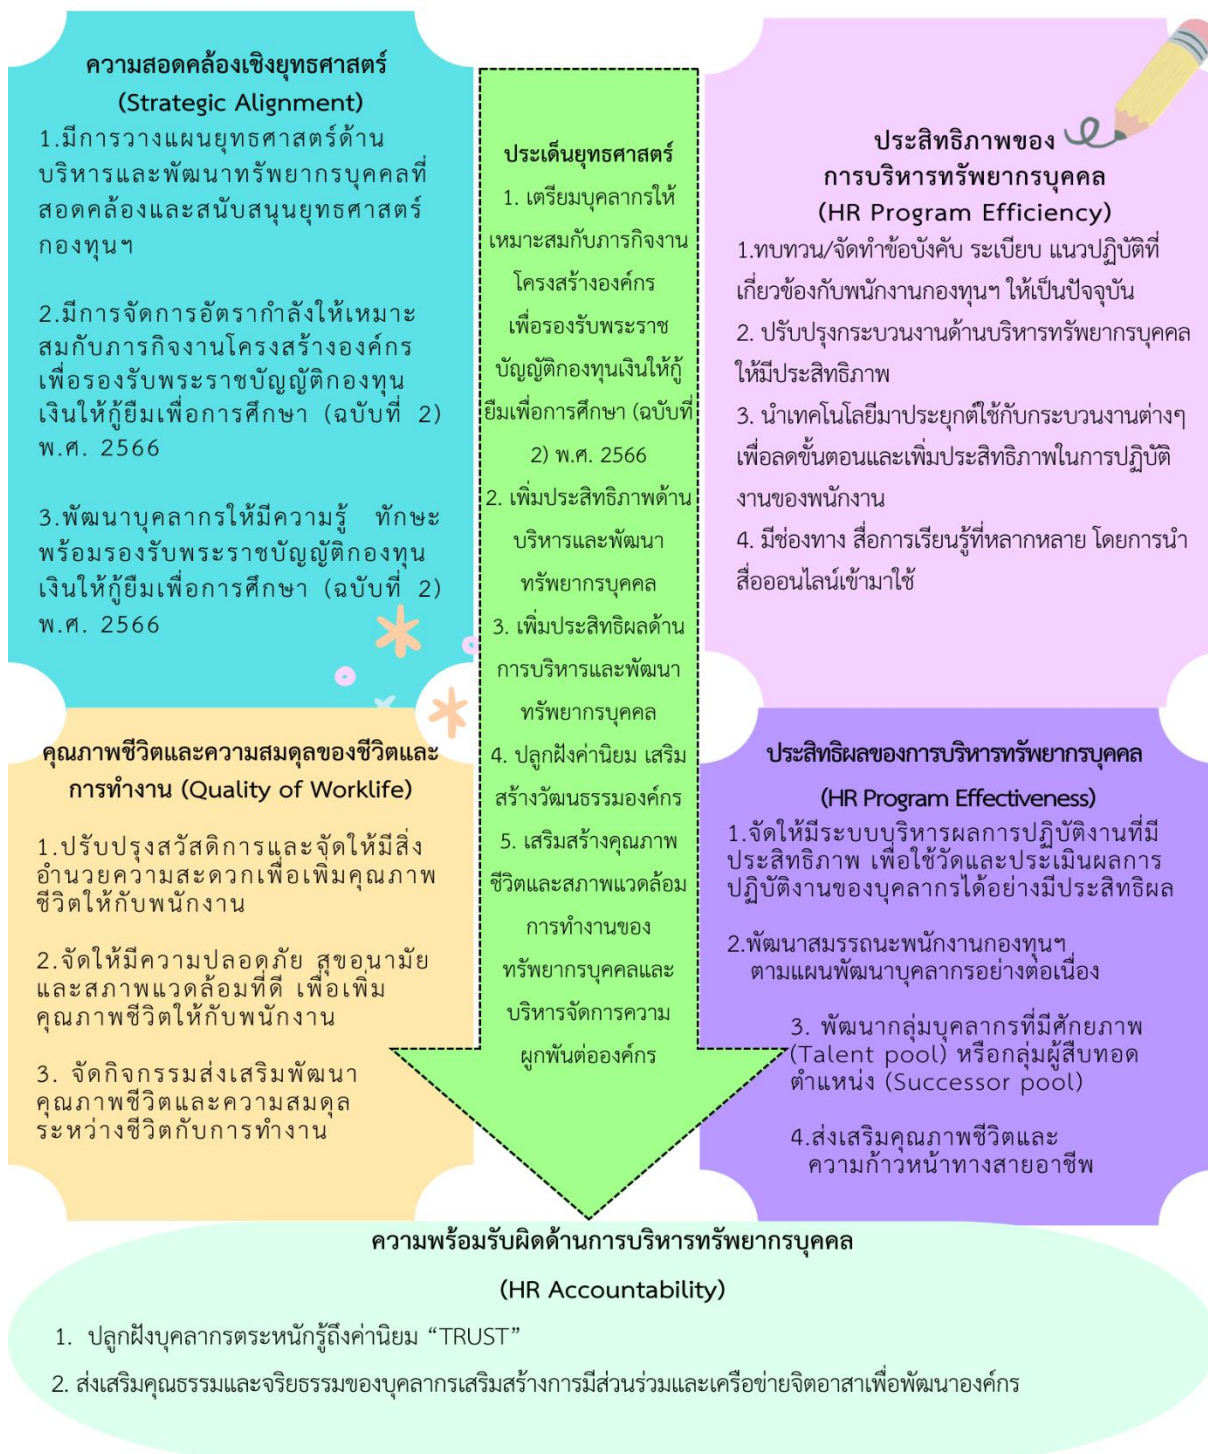 ความสอดคล้องเชิงยุทธศาสตร์
(Strategic Alignment)
1.มีการวางแผนยุทธศาสตร์ด้าน
บริหารและพัฒนาทรัพยากรบุคคลที่
สอดคล้องและสนับสนุนยุทธศาสตร์
กองทุนฯ
2.มีการจัดการอัตรากำลังให้เหมาะ
สมกับภารกิจงานโครงสร้างองค์กร
เพื่อรองรับพระราชบัญญัติกองทุน
เงินให้กู้ยืมเพื่อการศึกษา (ฉบับที่ 2)
พ.ศ. 2566
3.พัฒนาบุคลากรให้มีความรู้ ทักษะ
พร้อมรองรับพระราชบัญญัติกองทุน
เงินให้กู้ยืมเพื่อการศึกษา (ฉบับที่ 2)
พ.ศ. 2566
ประเด็นยุทธศาสตร์
1. เตรียมบุคลากรให้
เหมาะสมกับภารกิจงาน
โครงสร้างองค์กร
เพื่อรองรับพระราช
บัญญัติกองทุนเงินให้กู้
ยืมเพื่อการศึกษา (ฉบับที่
2) พ.ศ. 2566
2. เพิ่มประสิทธิภาพด้าน
บริหารและพัฒนา
ทรัพยากรบุคคล
3. เพิ่มประสิทธิผลด้าน
การบริหารและพัฒนา
ทรัพยากรบุคคล
4. ปลูกฝังค่านิยม เสริม
สร้างวัฒนธรรมองค์กร
5. เสริมสร้างคุณภาพ
ชีวิตและสภาพแวดล้อม
การทำงานของ
ทรัพยากรบุคคลและ
บริหารจัดการความ
ผูกพันต่อองค์กร
ประสิทธิภาพของ
การบริหารทรัพยากรบุคคล
(HR Program Efficiency)
1.ทบทวน/จัดทำข้อบังคับ ระเบียบ แนวปฏิบัติที่
เกี่ยวข้องกับพนักงานกองทุนฯ ให้เป็นปัจจุบัน
2. ปรับปรุงกระบวนงานด้านบริหารทรัพยากรบุคคล
ให้มีประสิทธิภาพ
3. นำเทคโนโลยีมาประยุกต์ใช้กับกระบวนงานต่างๆ
เพื่อลดขั้นตอนและเพิ่มประสิทธิภาพในการปฏิบัติ
งานของพนักงาน
4. มีช่องทาง สื่อการเรียนรู้ที่หลากหลาย โดยการนำ
สื่อออนไลน์เข้ามาใช้
คุณภาพชีวิตและความสมดุลของชีวิตและ
การทำงาน (Quality of Worklife)
1.ปรับปรุงสวัสดิการและจัดให้มีสิ่ง
อำนวยความสะดวกเพื่อเพิ่มคุณภาพ
ชีวิตให้กับพนักงาน
2.จัดให้มีความปลอดภัย สุขอนามัย
และสภาพแวดล้อมที่ดี เพื่อเพิ่ม
คุณภาพชีวิตให้กับพนักงาน
3. จัดกิจกรรมส่งเสริมพัฒนา
คุณภาพชีวิตและความสมดุล
ระหว่างชีวิตกับการทำงาน
ประสิทธิผลของการบริหารทรัพยากรบุคคล
(HR Program Effectiveness)
1.จัดให้มีระบบบริหารผลการปฏิบัติงานที่มี
ประสิทธิภาพ เพื่อใช้วัดและประเมินผลการ
ปฏิบัติงานของบุคลากรได้อย่างมีประสิทธิผล
2.พัฒนาสมรรถนะพนักงานกองทุนฯ
ตามแผนพัฒนาบุคลากรอย่างต่อเนื่อง
3. พัฒนากลุ่มบุคลากรที่มีศักยภาพ
(Talent pool) หรือกลุ่มผู้สืบทอด
ตำแหน่ง (Successor pool)
4.ส่งเสริมคุณภาพชีวิตและ
ความก้าวหน้าทางสายอาชีพ
ความพร้อมรับผิดด้านการบริหารทรัพยากรบุคคล
(HR Accountability)
1. ปลูกฝังบุคลากรตระหนักรู้ถึงค่านิยม “TRUST”
2. ส่งเสริมคุณธรรมและจริยธรรมของบุคลากรเสริมสร้างการมีส่วนร่วมและเครือข่ายจิตอาสาเพื่อพัฒนาองค์กร